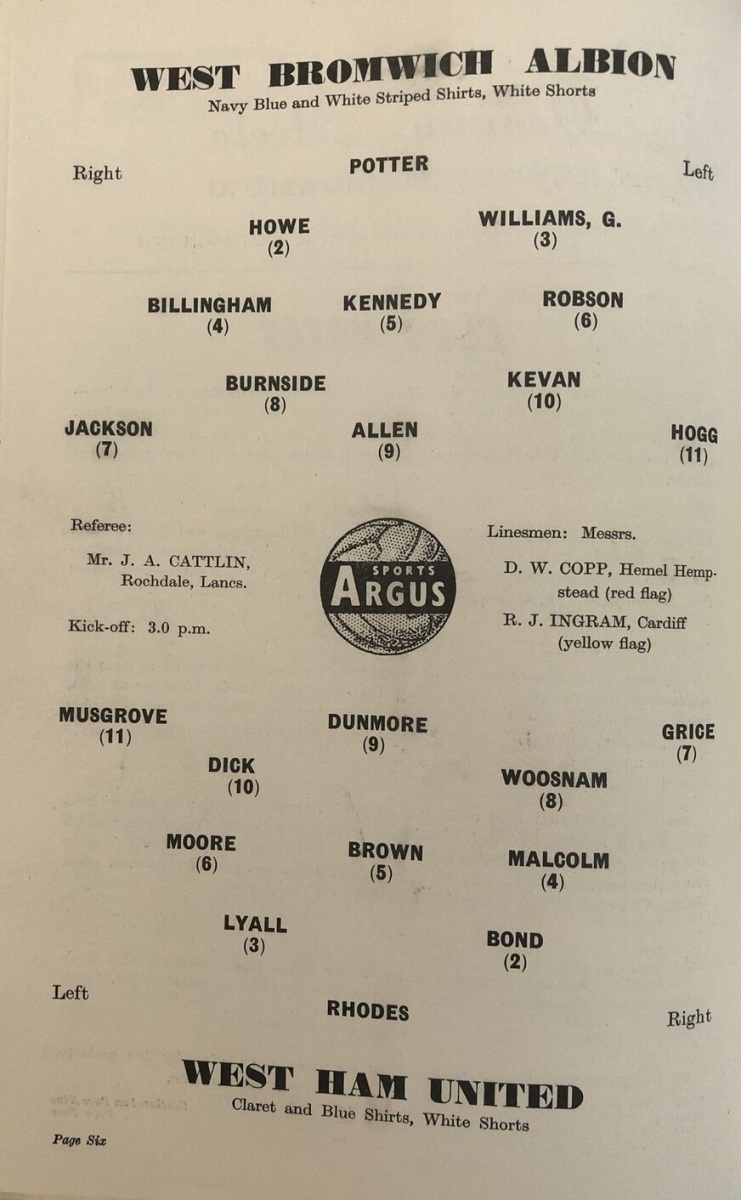 WEST BROMWICH ALBION
Navy Blue and White Striped Shirts, White Shorts
Right POTTER Left
HOWE WILLIAMS, G.
(2) (3)
BILLINGHAM KENNEDY ROBSON
(4) (5) (6)
BURNSIDE KEVAN
(8) (10)
JACKSON ALLEN HOGG
(7) (9) (11)
Referee:
Mr. J. A. CATTLIN,
Rochdale, Lancs.
Kick-off: 3.0 p.m.
SPORTS
ARGUS
Linesmen: Messrs.
D. W. COPP, Hemel Hemp-
stead (red flag)
R. J. INGRAM, Cardiff
(yellow flag)
MUSGROVE DUNMORE GRICE
(11) (9) (7)
DICK WOOSNAM
(10) (8)
MOORE BROWN MALCOLM
(6) (5) (4)
LYALL BOND
(3) (2)
Left RHODES Right
WEST HAM UNITED
Claret and Blue Shirts, White Shorts
Page Six